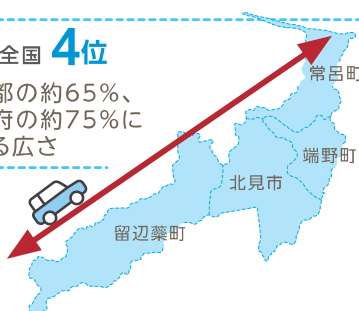 全国 4位
都の約65%、
府の約75%に
る広さ
常呂町
端野町
北見市
留辺蘂町